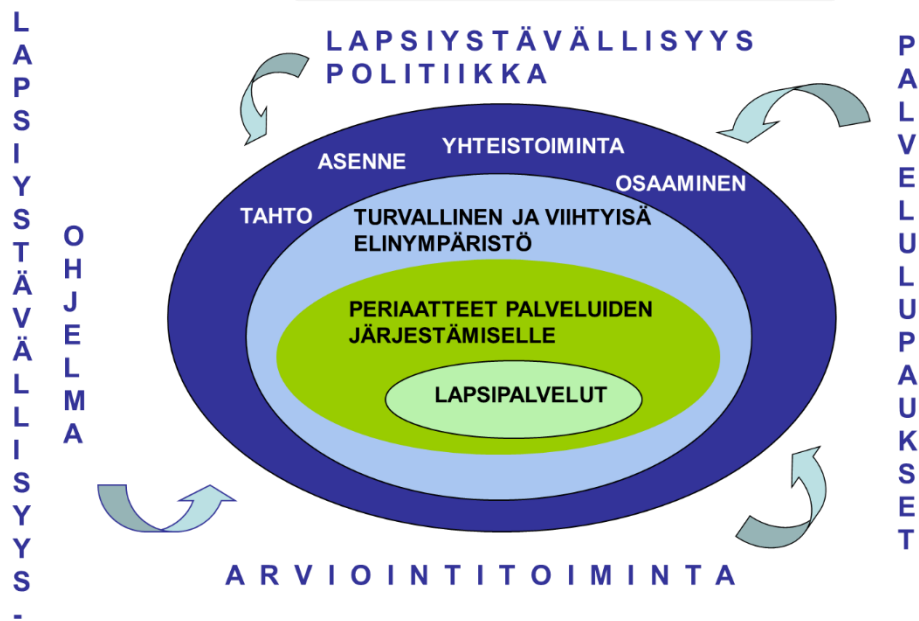 LAPSIYSTÄVÄLLISYYS
POLITIIKKA
LAPSIYSTÄVÄLLISYYS-
OHJELMA
PALVELULUPAUKSET
YHTEISTOIMINTA
ASENNE
OSAAMINEN
TAHTO
TURVALLINEN JA VIIHTYISÄ
ELINYMPÄRISTÖ
PERIAATTEET PALVELUIDEN
JÄRJESTÄMISELLE
LAPSIPALVELUT
ARVIOINTITOIMINTA